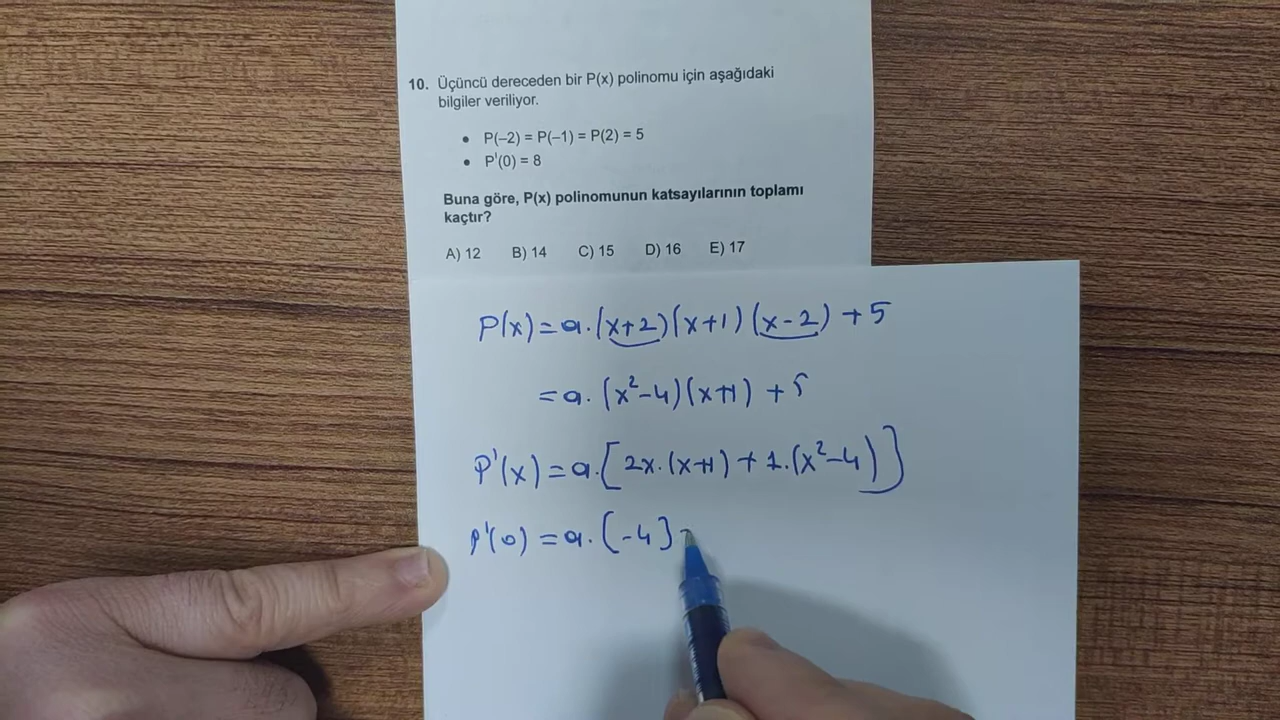 10. Üçüncü dereceden bir P(x) polinomu için aşağıdaki
bilgiler veriliyor.
• P(–2) = P(–1) = P(2) = 5
• P'(0) = 8
Buna göre, P(x) polinomunun katsayılarının toplamı
kaçtır?
A) 12 B) 14 C) 15 D) 16 E) 17
P(x) = a.(x+2)(x+1)(x-2) + 5
= a.(x²-4)(x+1) + 5
P'(x) = a.[2x.(x+1) + 1.(x²-4)]
P'(0) = a.[-4]